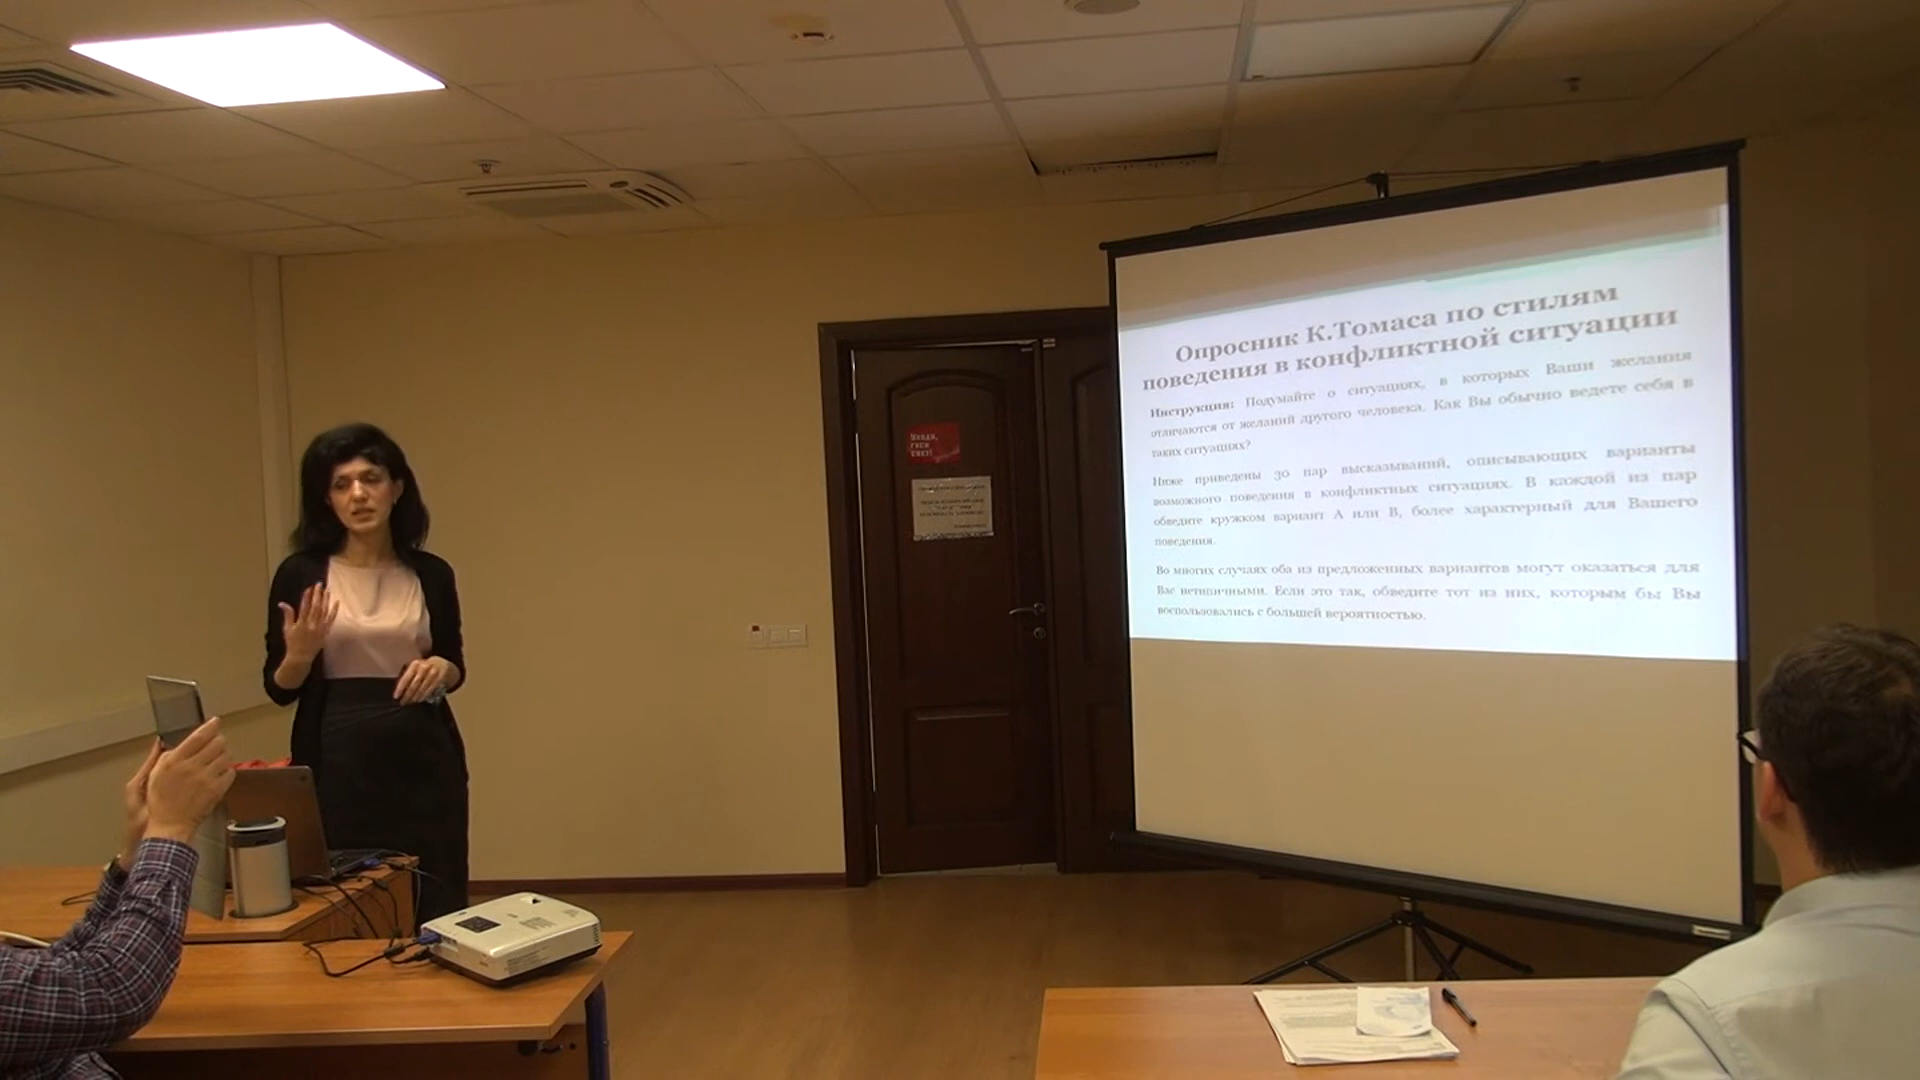 Опросник К.Томаса по стилям
поведения в конфликтной ситуации
Инструкция: Подумайте о ситуациях, в которых Ваши желания
отличаются от желаний другого человека. Как Вы обычно ведете себя в
таких ситуациях?
Ниже приведены 30 пар высказываний, описывающих варианты
возможного поведения в конфликтных ситуациях. В каждой из пар
обведите кружком вариант А или В, более характерный для Вашего
поведения.
Во многих случаях оба из предложенных вариантов могут оказаться для
Вас нетипичными. Если это так, обведите тот из них, которым бы Вы
воспользовались с большей вероятностью.
Уходя,
гаси
свет!